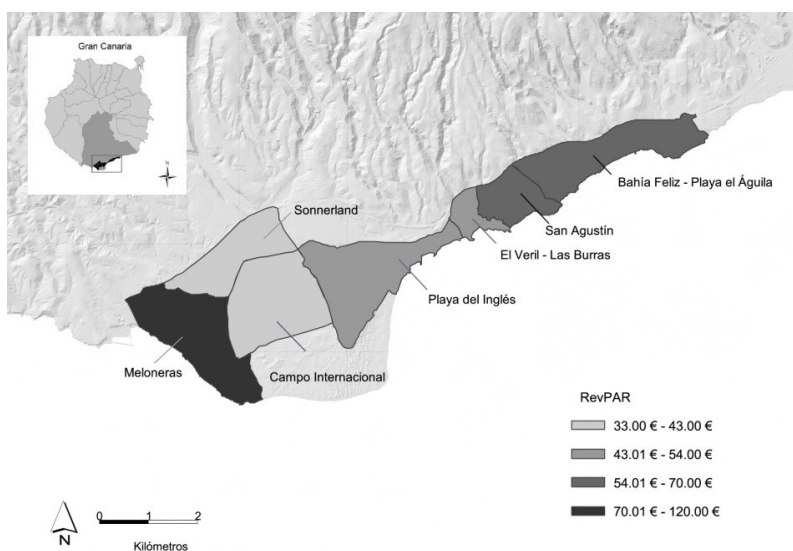 Gran Canaria
N
Sonnerland
Bahía Feliz - Playa el Águila
San Agustín
El Veril - Las Burras
Playa del Inglés
Meloneras
Campo Internacional
RevPAR
33.00 € - 43.00 €
43.01 € - 54.00 €
54.01 € - 70.00 €
70.01 € - 120.00 €
0 1 2
N
Kilómetros